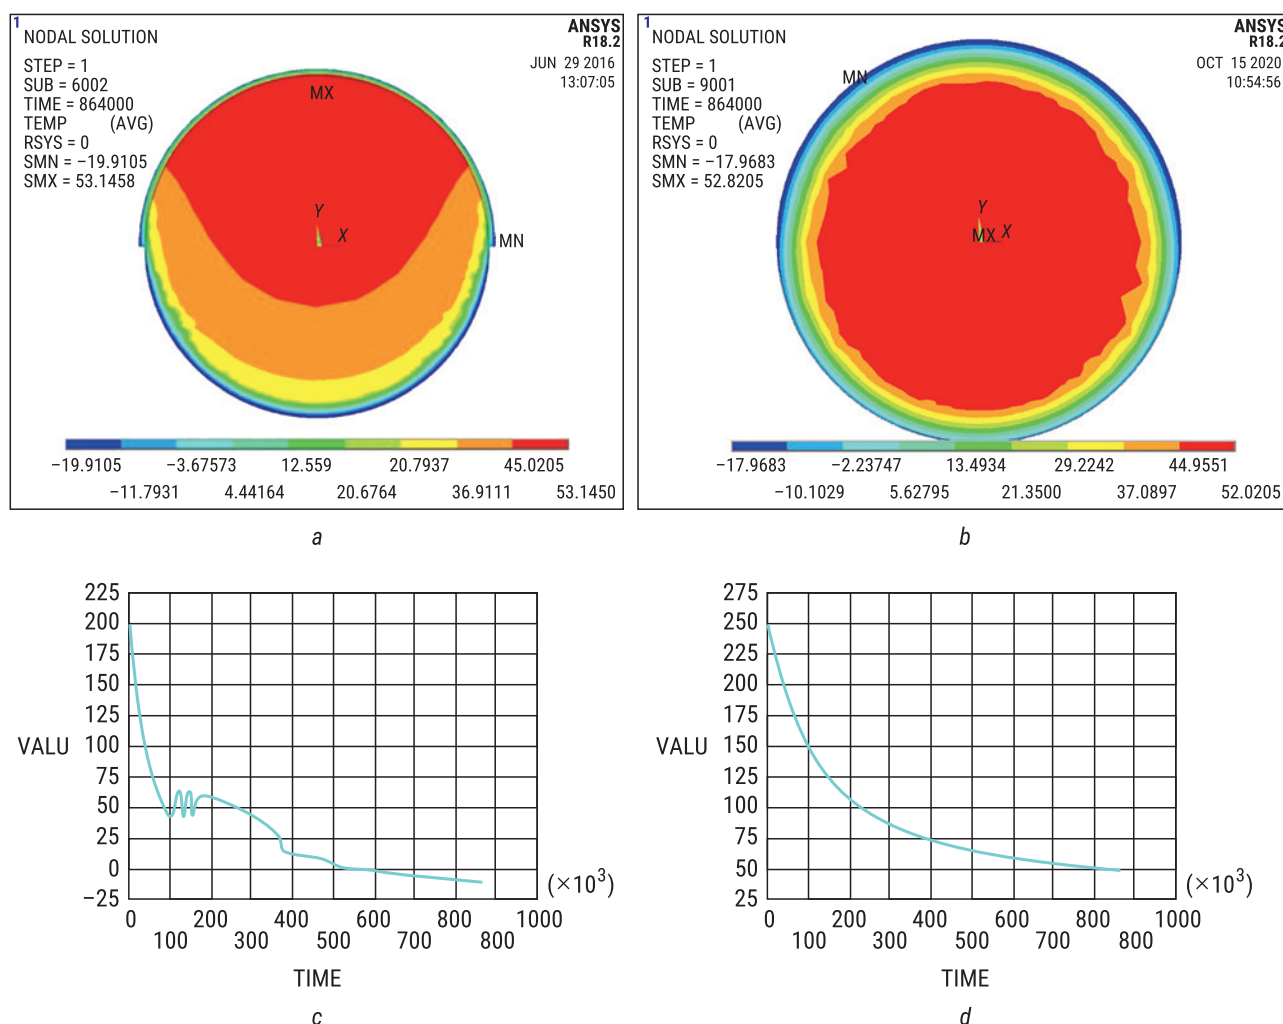 1
NODAL SOLUTION
STEP = 1
SUB = 6002
TIME = 864000
TEMP (AVG)
RSYS = 0
SMN = −19.9105
SMX = 53.1458
ANSYS
R18.2
JUN 29 2016
13:07:05
MX
Y
X
MN
−19.9105 −3.67573 12.559 20.7937 45.0205
−11.7931 4.44164 20.6764 36.9111 53.1450
a
1
NODAL SOLUTION
STEP = 1
SUB = 9001
TIME = 864000
TEMP (AVG)
RSYS = 0
SMN = −17.9683
SMX = 52.8205
ANSYS
R18.2
OCT 15 2020
10:54:56
MN
Y
MX X
−17.9683 −2.23747 13.4934 29.2242 44.9551
−10.1029 5.62795 21.3500 37.0897 52.0205
b
225
200
175
150
125
100
VALU
75
50
25
0
−25
(×10³)
0 200 400 600 800 1000
100 300 500 700 800
TIME
c
275
250
225
200
175
150
VALU
125
100
75
50
25
(×10³)
0 200 400 600 800 1000
100 300 500 700 800
TIME
d